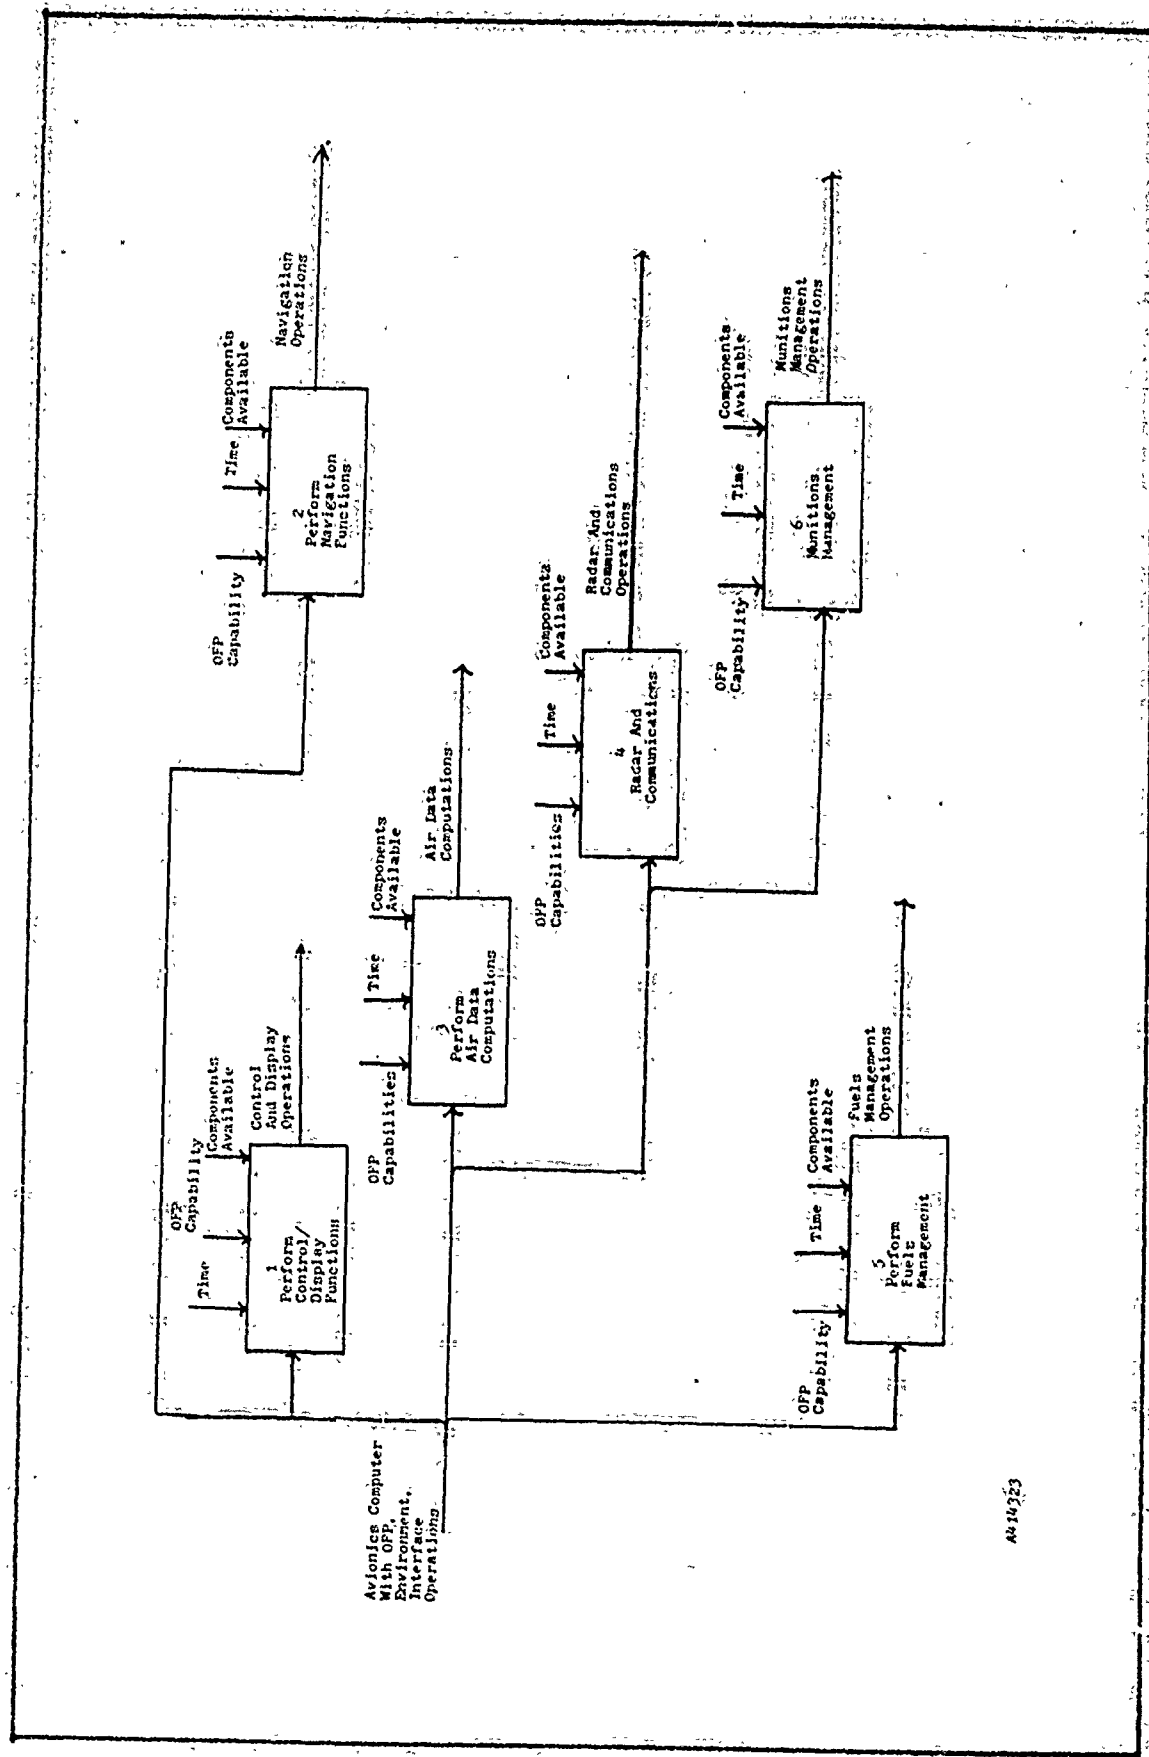 Time
OFP
Capability
Components
Available
1
Perform
Control/
Display
Functions
Control
And Display
Operations
OFP
Capability
Time
Components
Available
2
Perform
Navigation
Functions
Navigation
Operations
Avionics Computer
With OFP,
Environment,
Interface
Operations
OFP
Capabilities
Time
Components
Available
3
Perform
Air Data
Computations
Air Data
Computations
OFP
Capabilities
Time
Components
Available
4
Radar And
Communications
Radar And
Communications
Operations
OFP
Capability
Time
Components
Available
5
Perform
Fuels
Management
Fuels
Management
Operations
OFP
Capability
Time
Components
Available
6
Munitions
Management
Munitions
Management
Operations
A414323